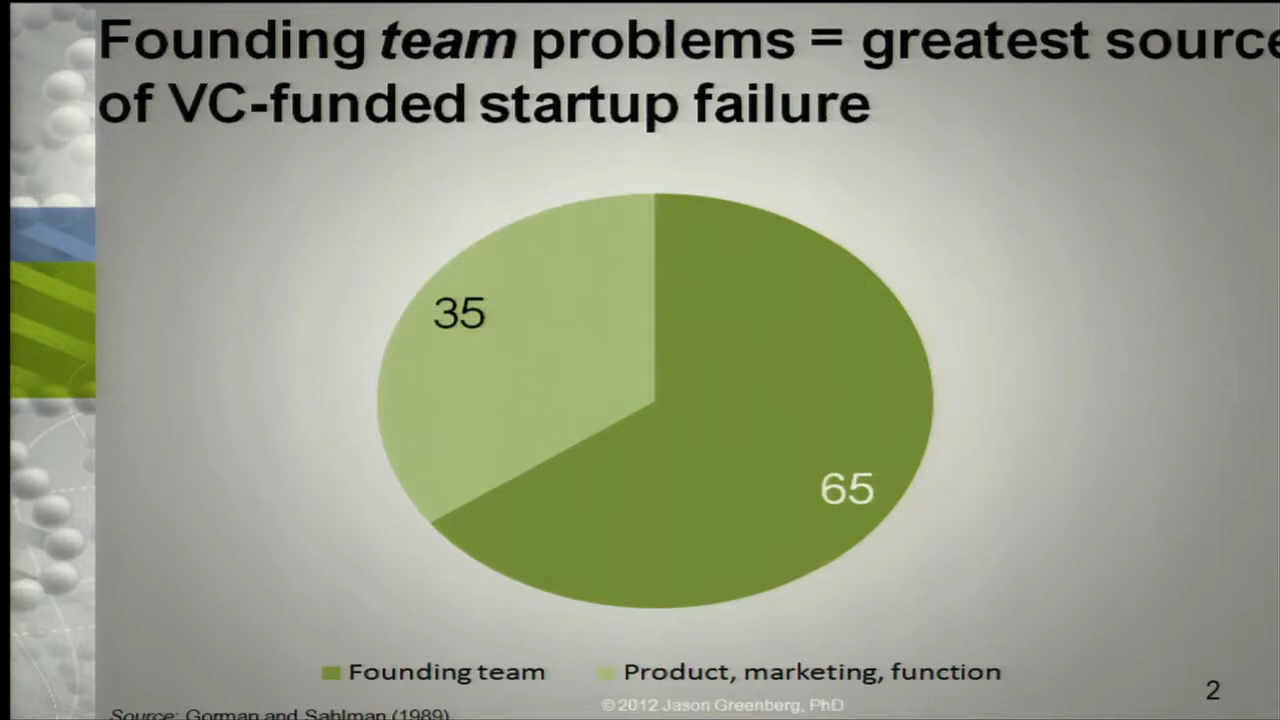 Founding team problems = greatest source
of VC-funded startup failure
35
65
Founding team
Product, marketing, function
©2012 Jason Greenberg, PhD
2
Source: Gorman and Sahlman (1989)